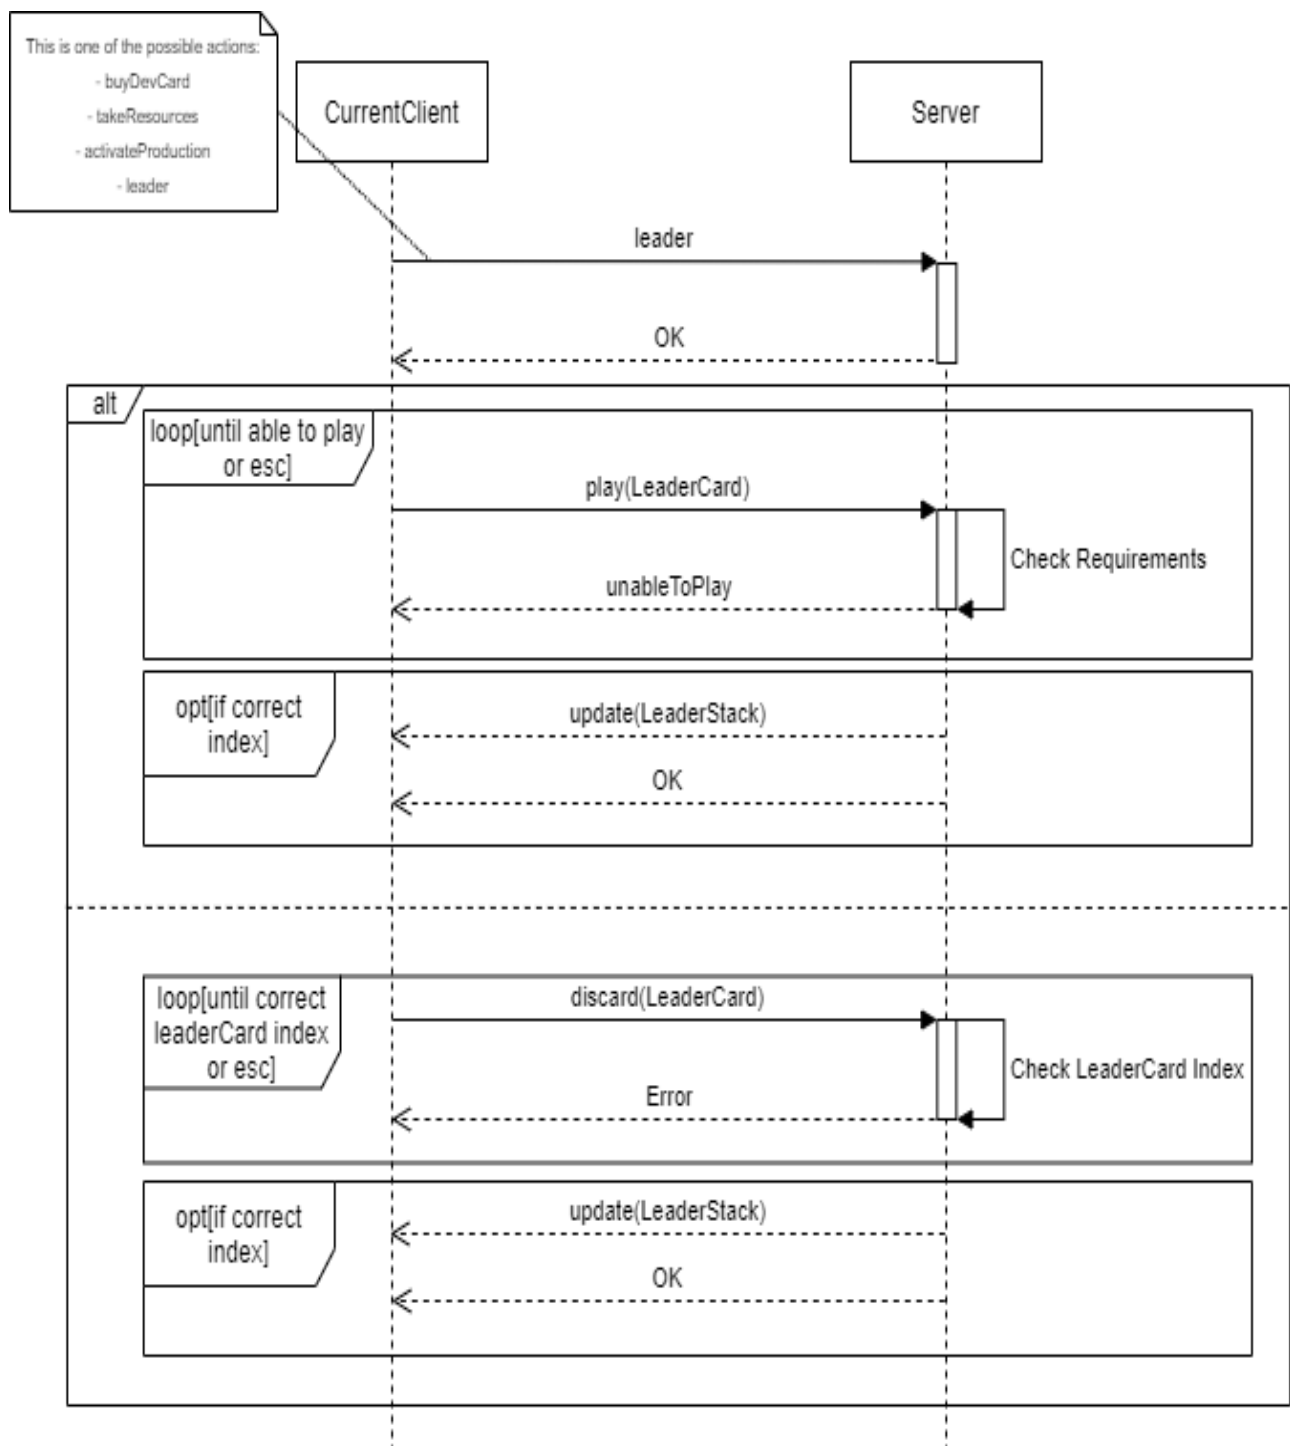 This is one of the possible actions:
- buyDevCard
- takeResources
- activateProduction
- leader
CurrentClient
Server
leader
OK
alt
loop[until able to play
or esc]
play(LeaderCard)
Check Requirements
unableToPlay
opt[if correct
index]
update(LeaderStack)
OK
loop[until correct
leaderCard index
or esc]
discard(LeaderCard)
Check LeaderCard Index
Error
opt[if correct
index]
update(LeaderStack)
OK